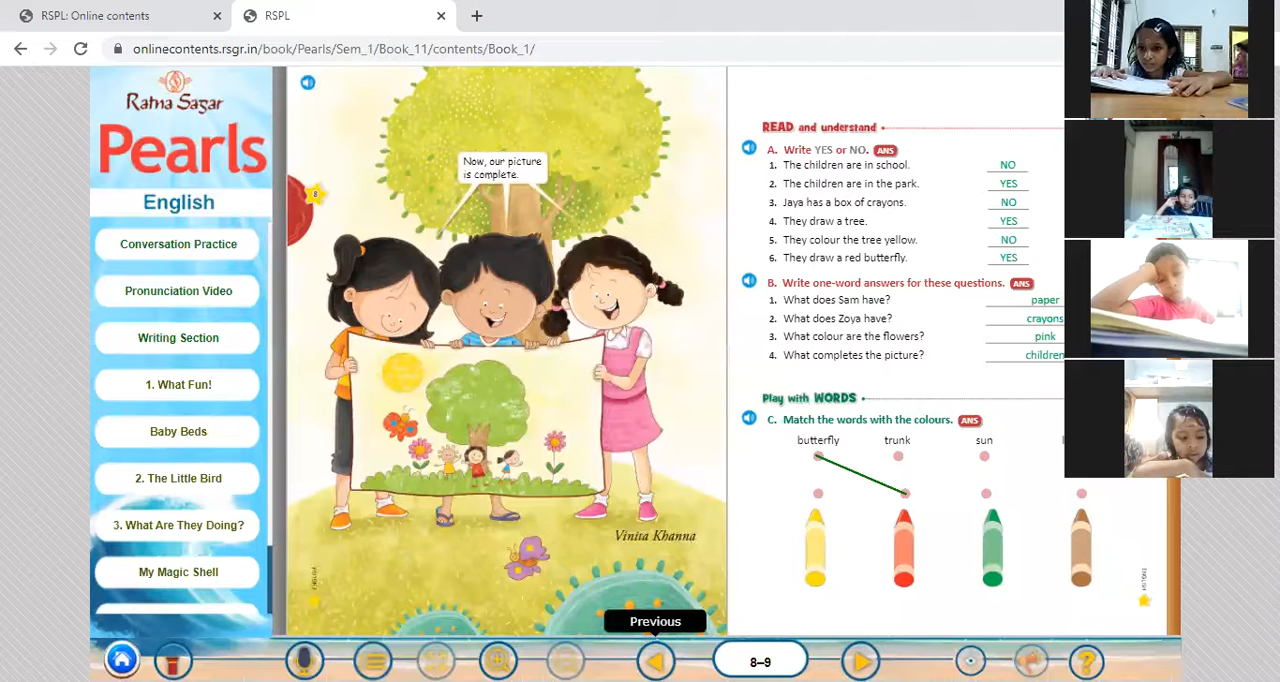 RSPL: Online contents
RSPL
onlinecontents.rsgr.in/book/Pearls/Sem_1/Book_11/contents/Book_1/
Ratna Sagar
Pearls
English
Conversation Practice
Pronunciation Video
Writing Section
1. What Fun!
Baby Beds
2. The Little Bird
3. What Are They Doing?
My Magic Shell
8
Now, our picture
is complete.
Vinita Khanna
READ and understand
A. Write YES or NO. ANS
1. The children are in school. NO
2. The children are in the park. YES
3. Jaya has a box of crayons. NO
4. They draw a tree. YES
5. They colour the tree yellow. NO
6. They draw a red butterfly. YES
B. Write one-word answers for these questions. ANS
1. What does Sam have? paper
2. What does Zoya have? crayons
3. What colour are the flowers? pink
4. What completes the picture? children
Play with WORDS
C. Match the words with the colours. ANS
butterfly trunk sun
ENGLISH
Previous
8–9
?